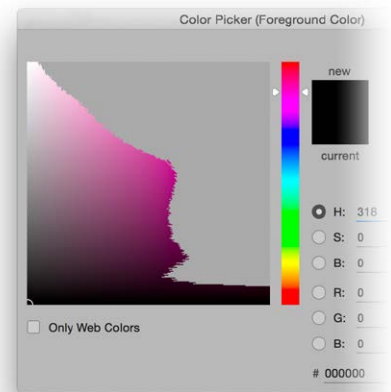 Color Picker (Foreground Color)
new
current
H: 318
S: 0
B: 0
R: 0
G: 0
B: 0
Only Web Colors
# 000000